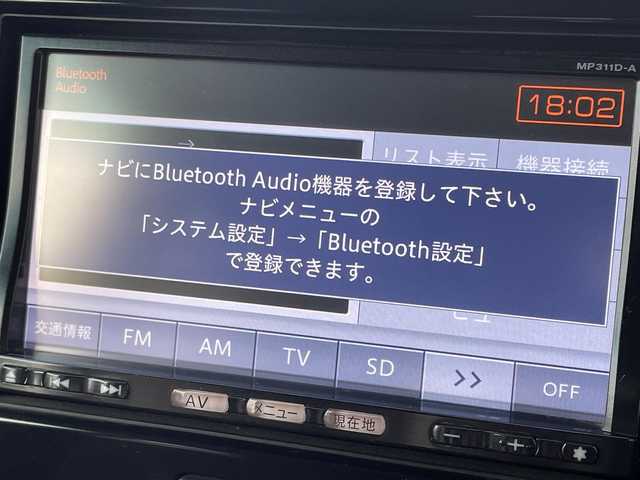 MP311D-A
Bluetooth
Audio
18:02
→
リスト表示
機器接続
ナビにBluetooth Audio機器を登録して下さい。
ナビメニューの
「システム設定」→「Bluetooth設定」
で登録できます。
交通情報
FM
AM
TV
SD
>>
OFF
AV
メニュー
現在地